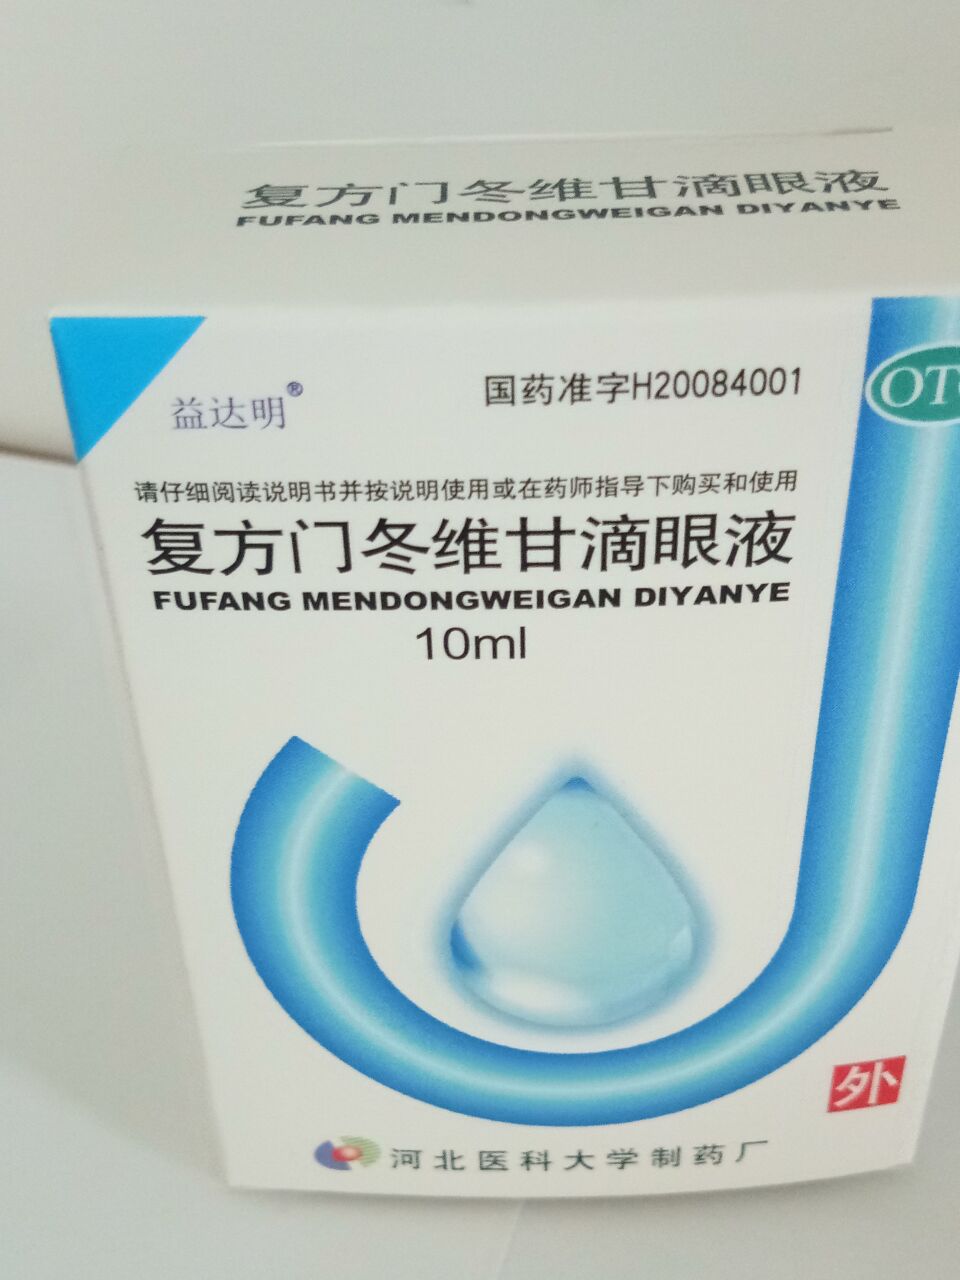 复方门冬维甘滴眼液
FUFANG MENDONGWEIGAN DIYANYE
益达明®
国药准字H20084001
OTC
请仔细阅读说明书并按说明使用或在药师指导下购买和使用
复方门冬维甘滴眼液
FUFANG MENDONGWEIGAN DIYANYE
10ml
外
河北医科大学制药厂